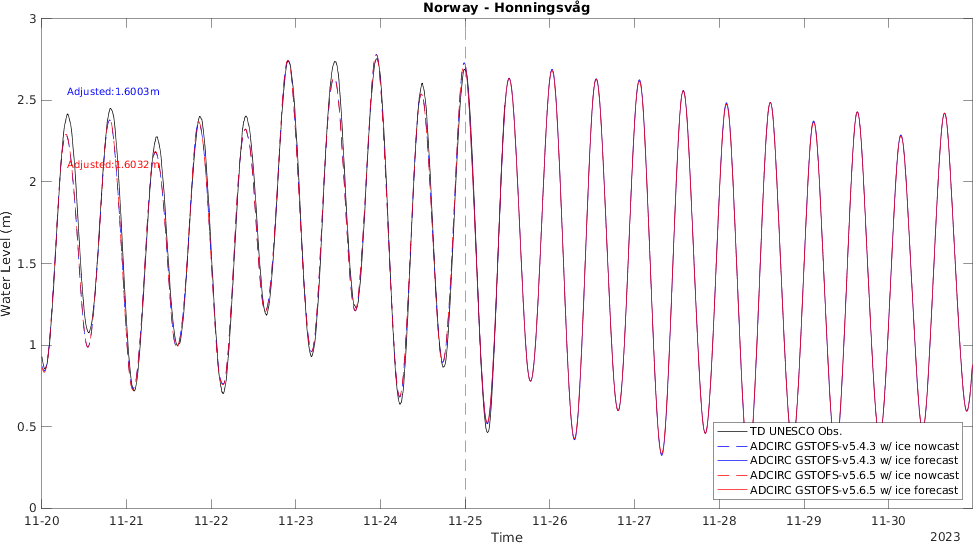 Norway - Honningsvåg
3
2.5
2
1.5
1
0.5
0
Water Level (m)
Adjusted:1.6003m
Adjusted:1.6032m
TD UNESCO Obs.
ADCIRC GSTOFS-v5.4.3 w/ ice nowcast
ADCIRC GSTOFS-v5.4.3 w/ ice forecast
ADCIRC GSTOFS-v5.6.5 w/ ice nowcast
ADCIRC GSTOFS-v5.6.5 w/ ice forecast
11-20 11-21 11-22 11-23 11-24 11-25 11-26 11-27 11-28 11-29 11-30
Time
2023